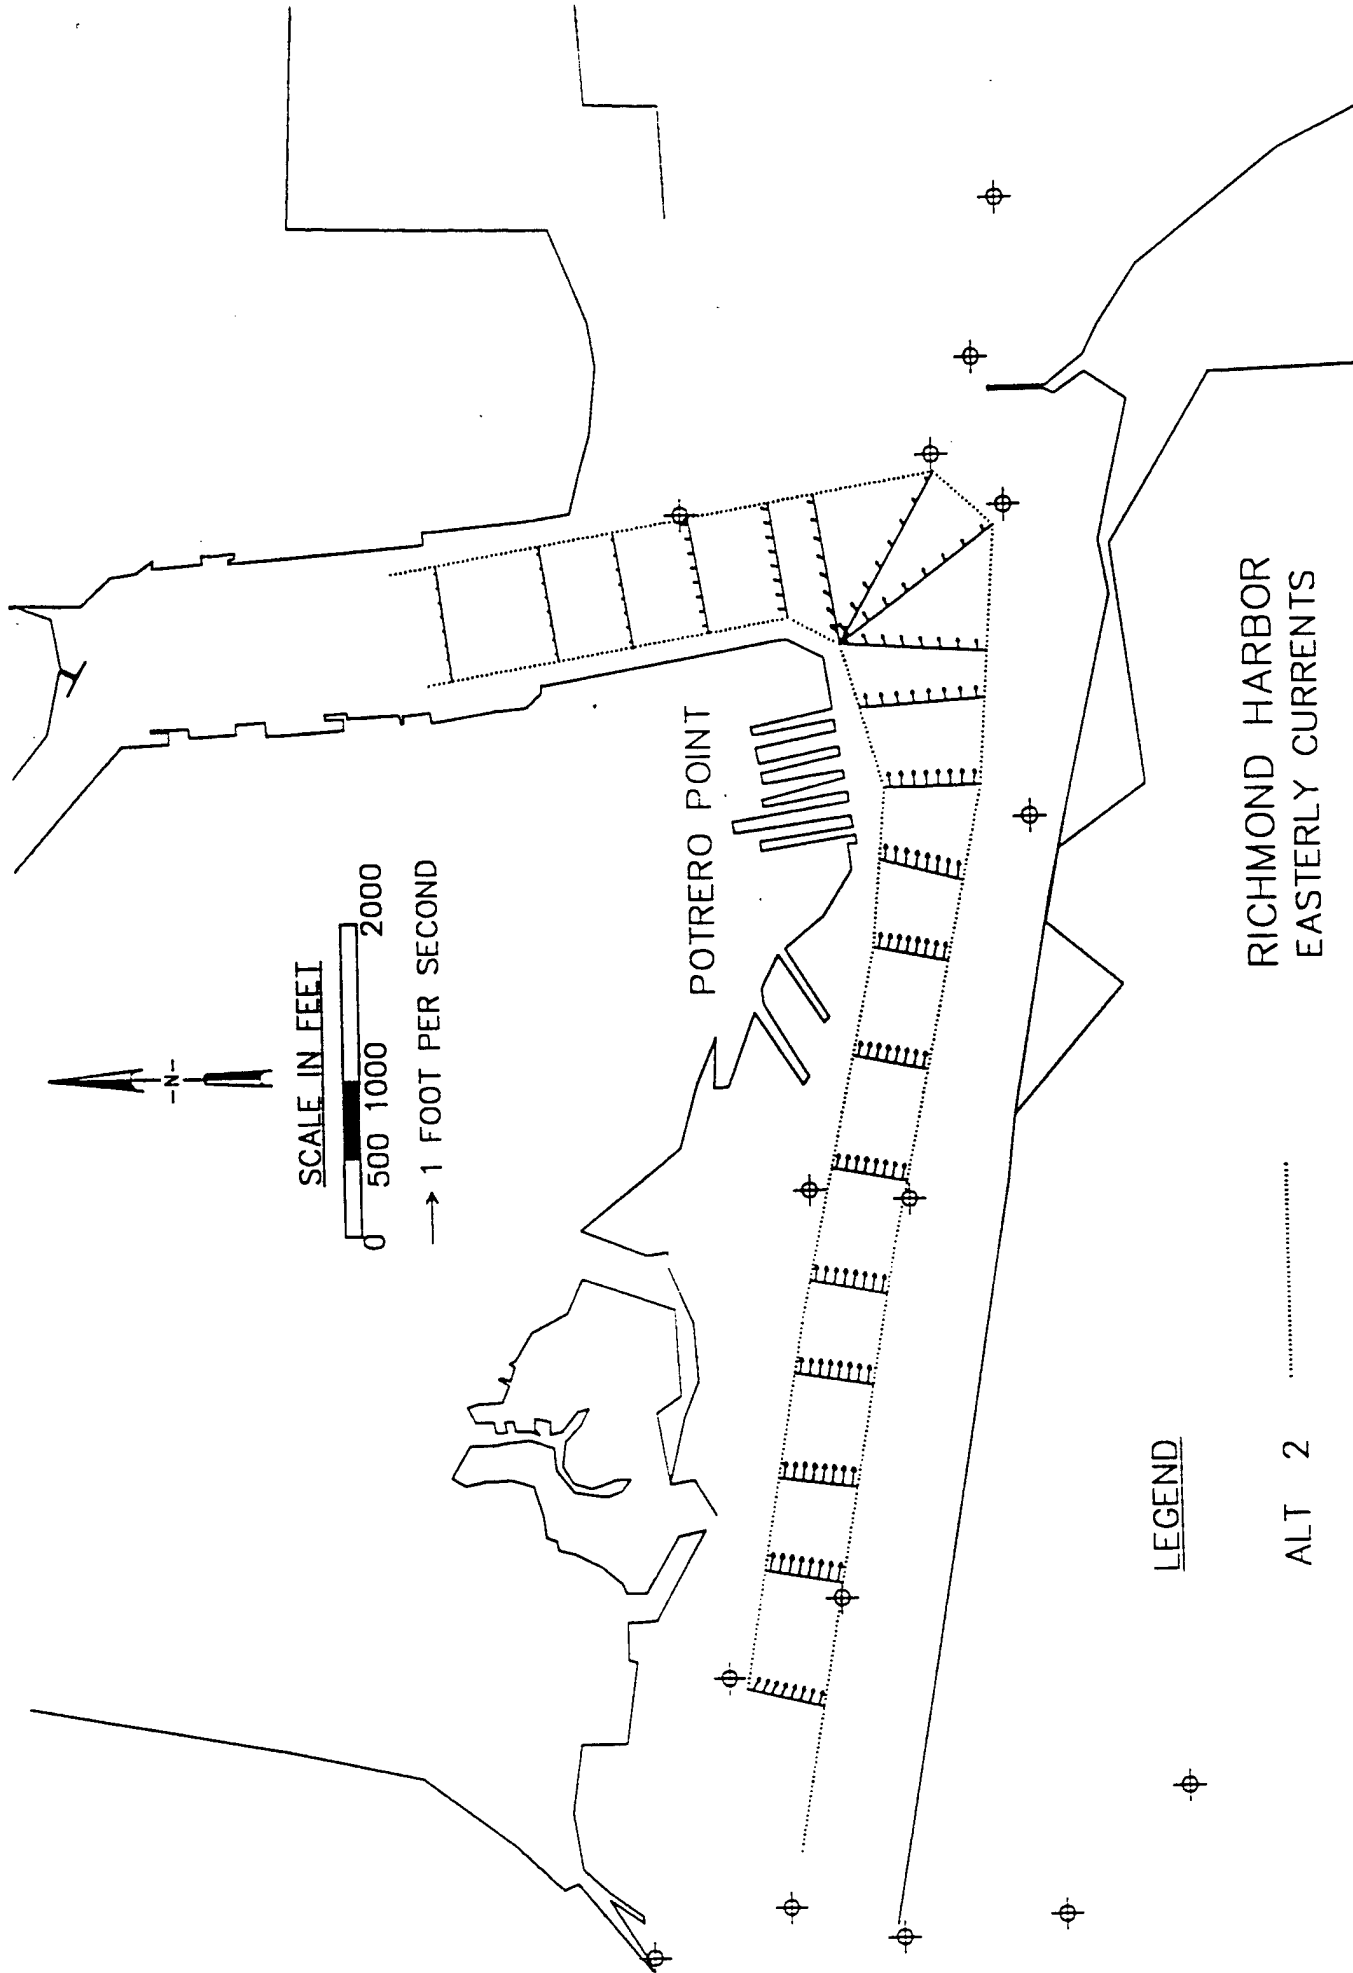 -N-
SCALE IN FEET
0 500 1000 2000
1 FOOT PER SECOND
POTRERO POINT
LEGEND
ALT 2
RICHMOND HARBOR
EASTERLY CURRENTS